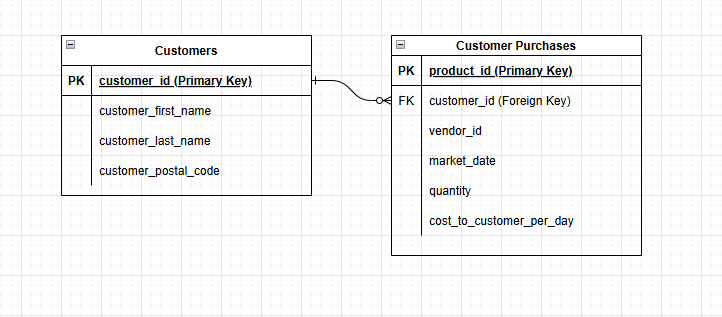 Customers
PK customer_id (Primary Key)
customer_first_name
customer_last_name
customer_postal_code
Customer Purchases
PK product_id (Primary Key)
FK customer_id (Foreign Key)
vendor_id
market_date
quantity
cost_to_customer_per_day